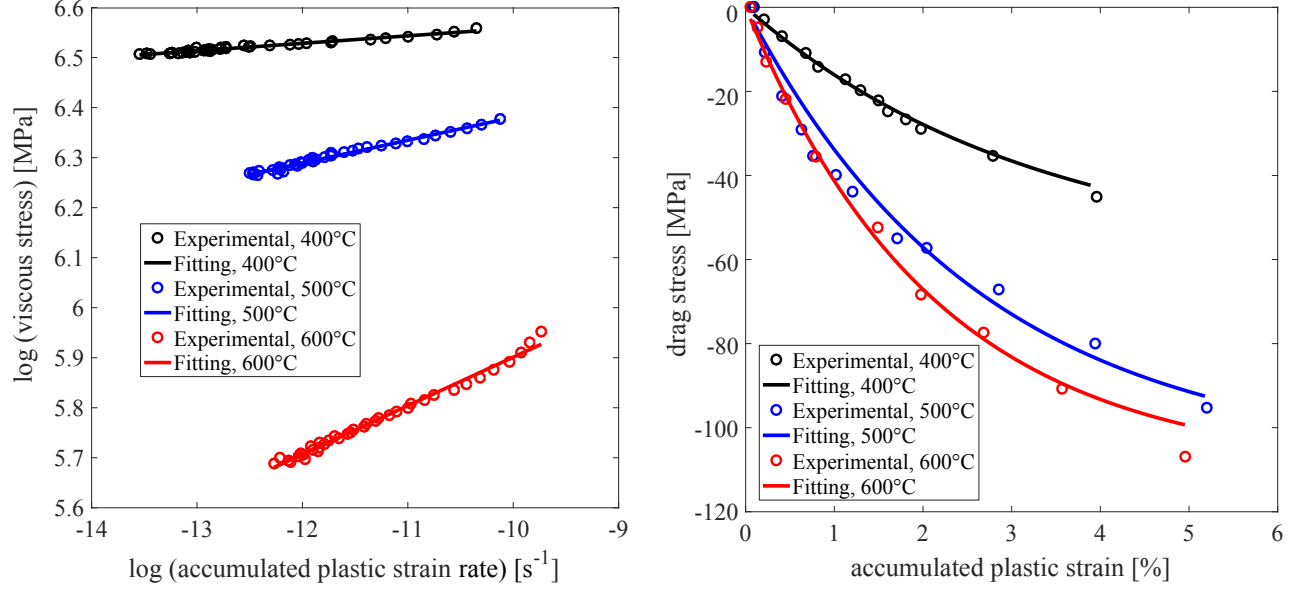 6.6
6.5
6.4
6.3
6.2
6.1
6
5.9
5.8
5.7
5.6
log (viscous stress) [MPa]
Experimental, 400°C
Fitting, 400°C
Experimental, 500°C
Fitting, 500°C
Experimental, 600°C
Fitting, 600°C
-14 -13 -12 -11 -10 -9
log (accumulated plastic strain rate) [s⁻¹]
0
-20
-40
-60
-80
-100
-120
drag stress [MPa]
Experimental, 400°C
Fitting, 400°C
Experimental, 500°C
Fitting, 500°C
Experimental, 600°C
Fitting, 600°C
0 1 2 3 4 5 6
accumulated plastic strain [%]